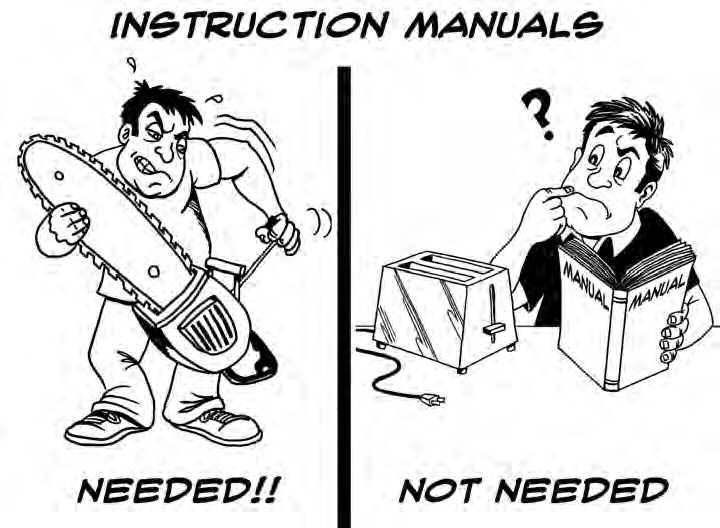 INSTRUCTION MANUALS
?
MANUAL
MANUAL
NEEDED!!
NOT NEEDED